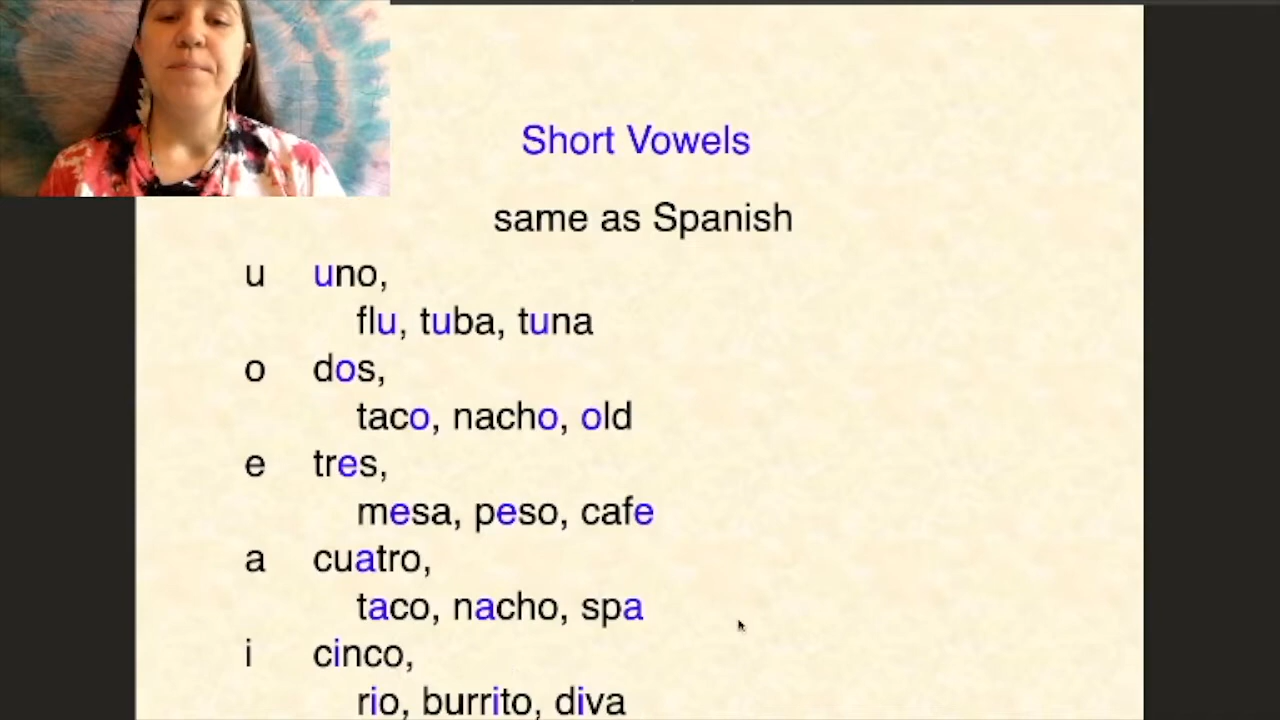 Short Vowels
same as Spanish
u uno,
flu, tuba, tuna
o dos,
taco, nacho, old
e tres,
mesa, peso, cafe
a cuatro,
taco, nacho, spa
i cinco,
rio, burrito, diva